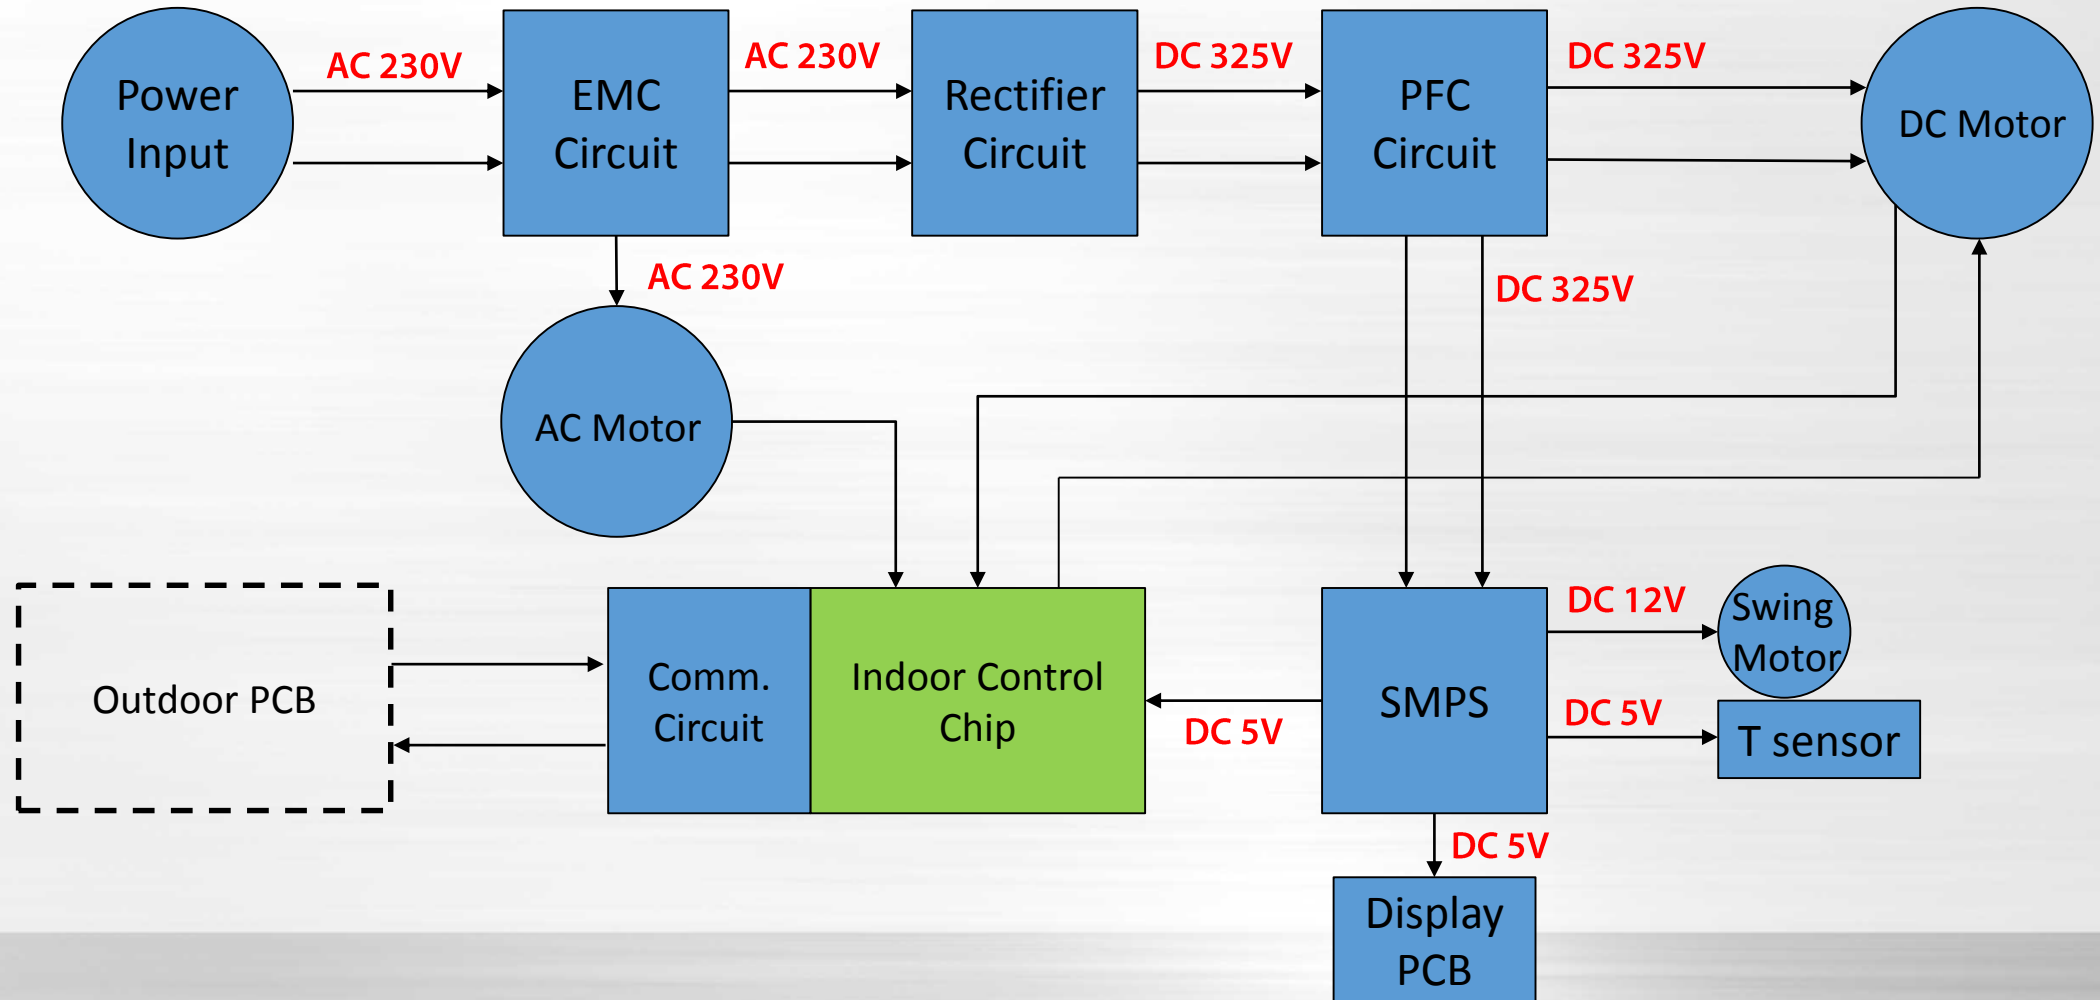 AC 230V
AC 230V
DC 325V
DC 325V
Power
Input
EMC
Circuit
Rectifier
Circuit
PFC
Circuit
DC Motor
AC 230V
DC 325V
AC Motor
Outdoor PCB
Comm.
Circuit
Indoor Control
Chip
DC 5V
SMPS
DC 12V
Swing
Motor
DC 5V
T sensor
DC 5V
Display
PCB